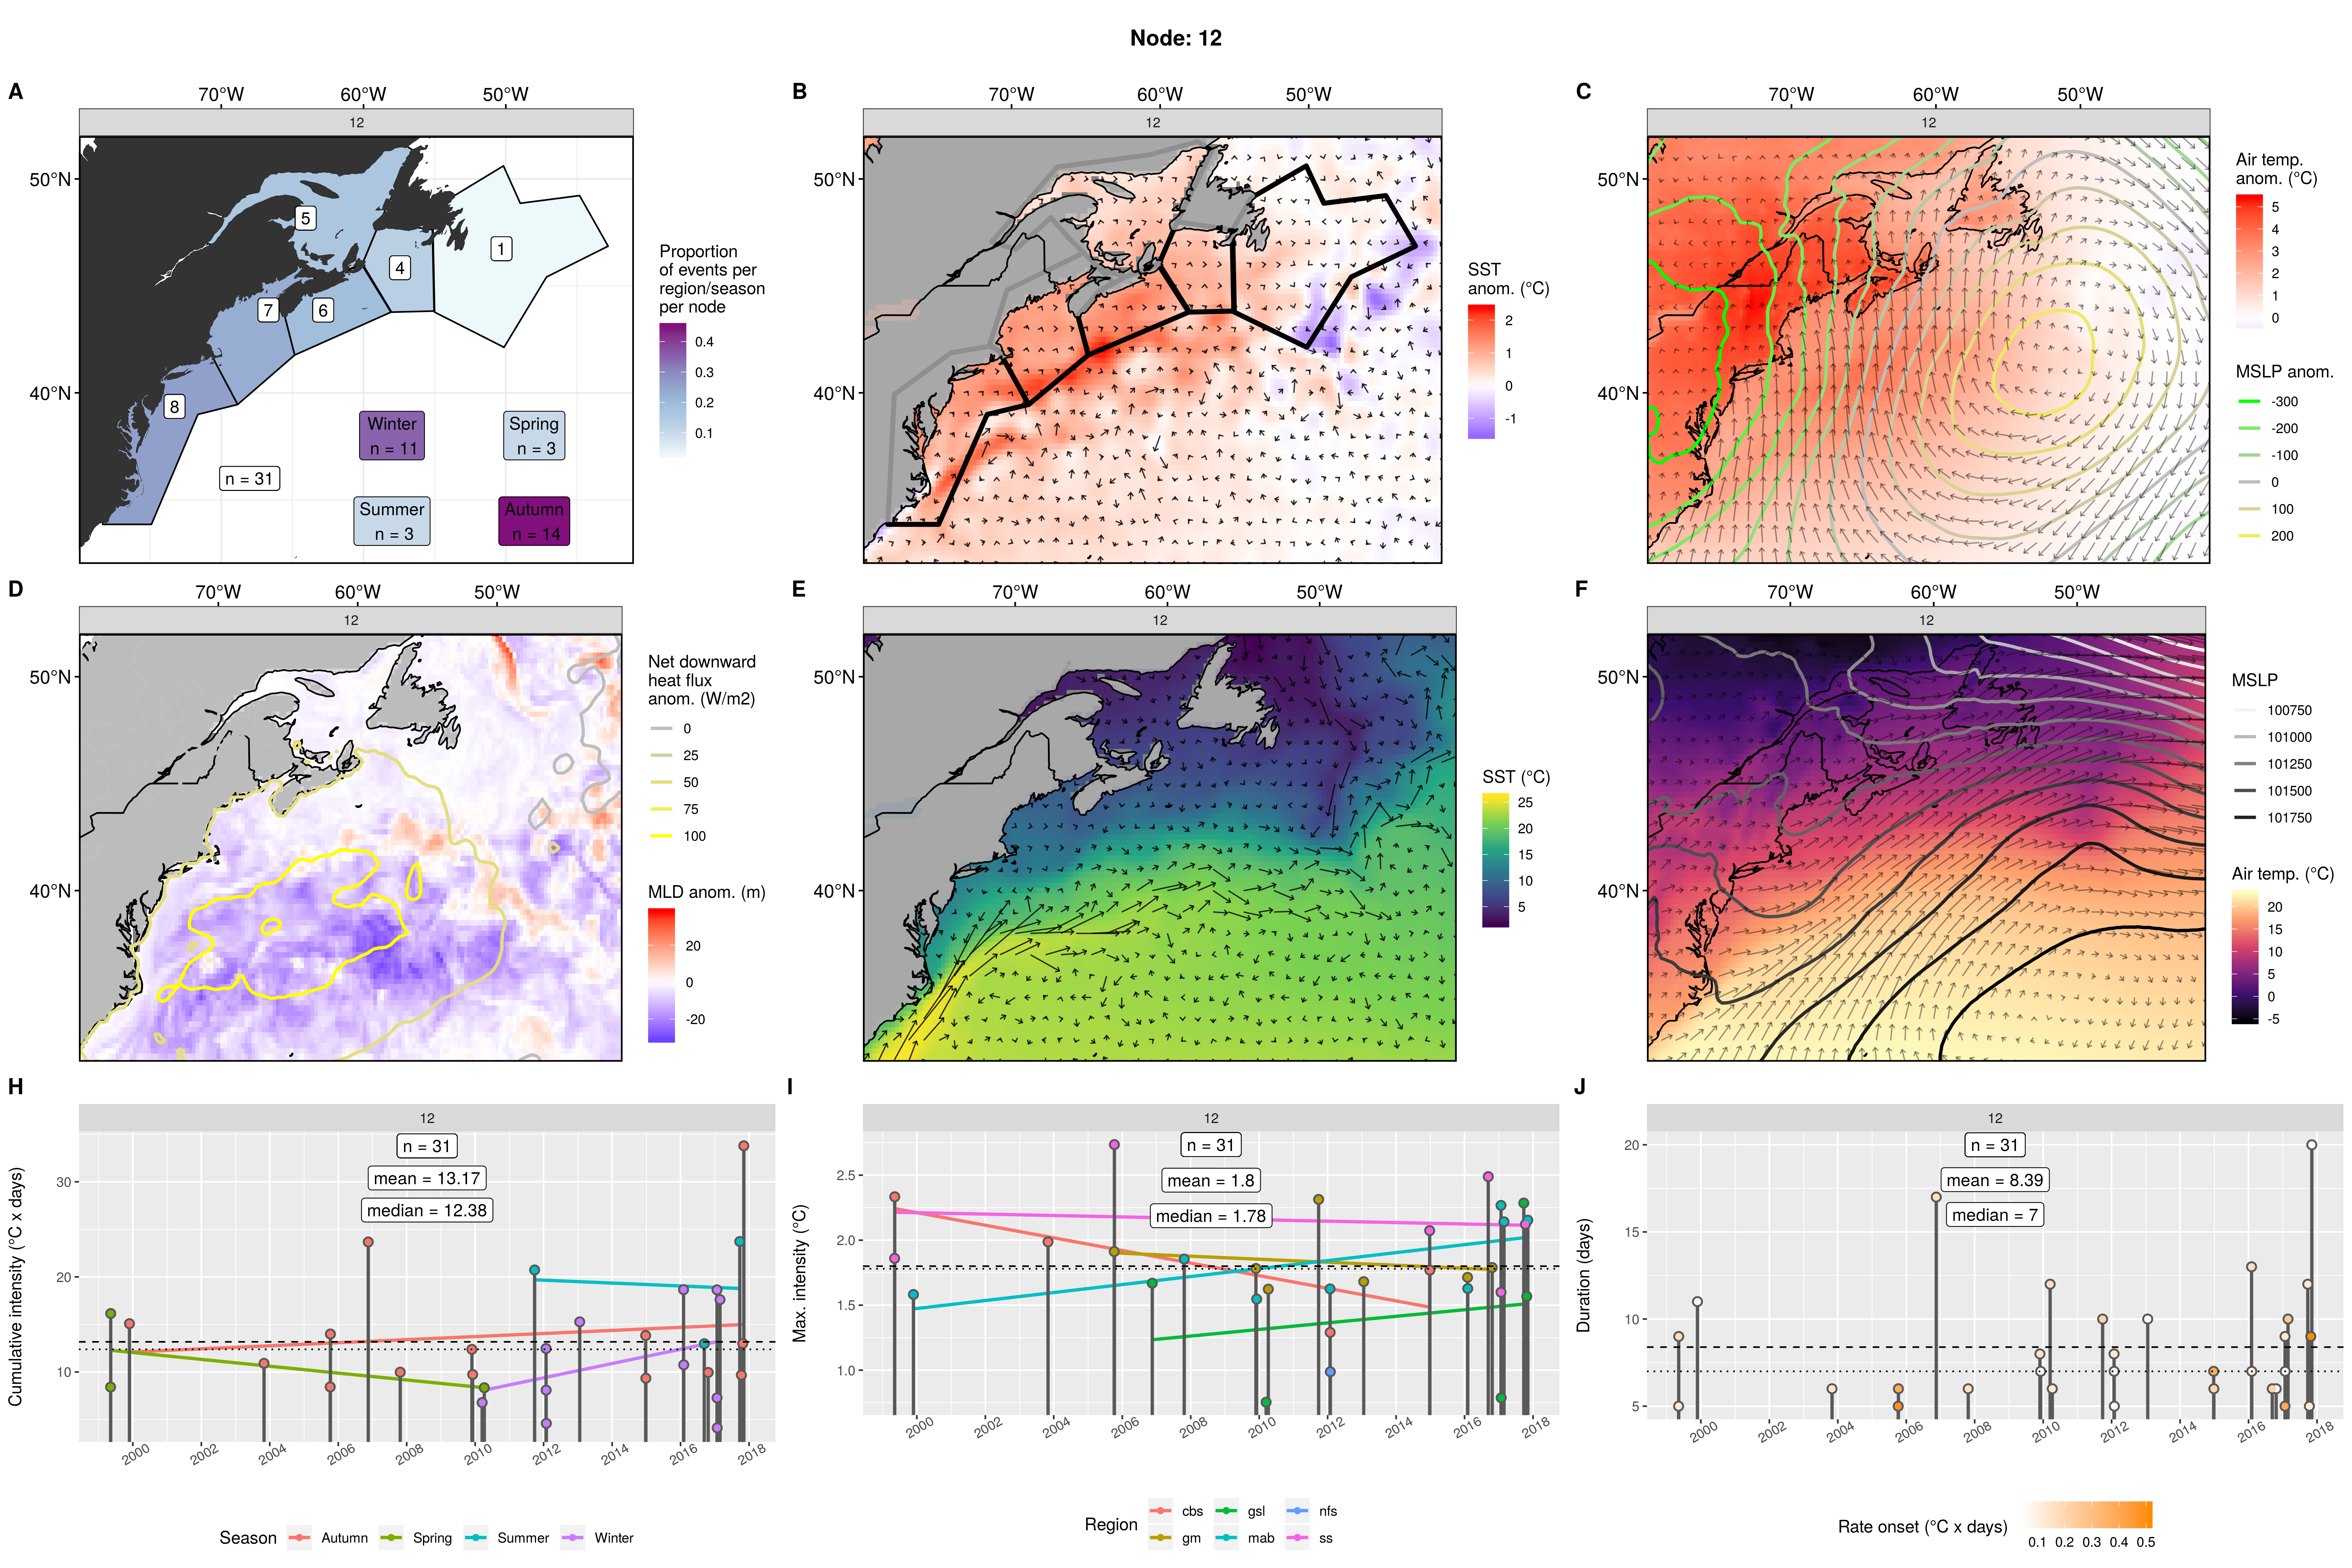 Node: 12
A
70°W 60°W 50°W
12
50°N
40°N
5
4
1
7
6
8
n = 31
Winter
n = 11
Spring
n = 3
Summer
n = 3
Autumn
n = 14
Proportion
of events per
region/season
per node
0.4
0.3
0.2
0.1
B
70°W 60°W 50°W
12
50°N
40°N
SST
anom. (°C)
2
1
0
-1
C
70°W 60°W 50°W
12
50°N
40°N
Air temp.
anom. (°C)
5
4
3
2
1
0
MSLP anom.
-300
-200
-100
0
100
200
D
70°W 60°W 50°W
12
50°N
40°N
Net downward
heat flux
anom. (W/m2)
0
25
50
75
100
MLD anom. (m)
20
0
-20
E
70°W 60°W 50°W
12
50°N
40°N
SST (°C)
25
20
15
10
5
F
70°W 60°W 50°W
12
50°N
40°N
MSLP
100750
101000
101250
101500
101750
Air temp. (°C)
20
15
10
5
0
-5
H
12
n = 31
mean = 13.17
median = 12.38
Cumulative intensity (°C x days)
30
20
10
2000 2002 2004 2006 2008 2010 2012 2014 2016 2018
Season Autumn Spring Summer Winter
I
12
n = 31
mean = 1.8
median = 1.78
Max. intensity (°C)
2.5
2.0
1.5
1.0
2000 2002 2004 2006 2008 2010 2012 2014 2016 2018
Region
cbs gsl nfs
gm mab ss
J
12
n = 31
mean = 8.39
median = 7
Duration (days)
20
15
10
5
2000 2002 2004 2006 2008 2010 2012 2014 2016 2018
Rate onset (°C x days)
0.1 0.2 0.3 0.4 0.5